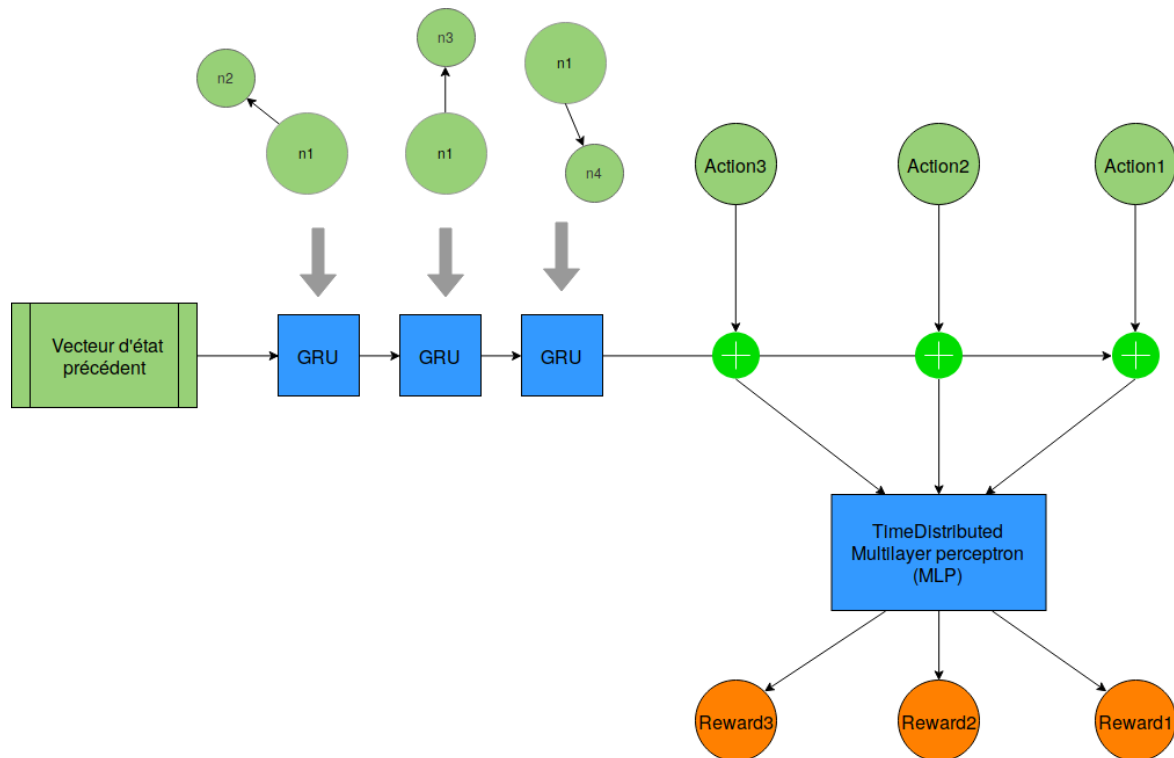 n3
n1
n2
n1
n1
n4
Action3
Action2
Action1
Vecteur d'état
précédent
GRU
GRU
GRU
TimeDistributed
Multilayer perceptron
(MLP)
Reward3
Reward2
Reward1